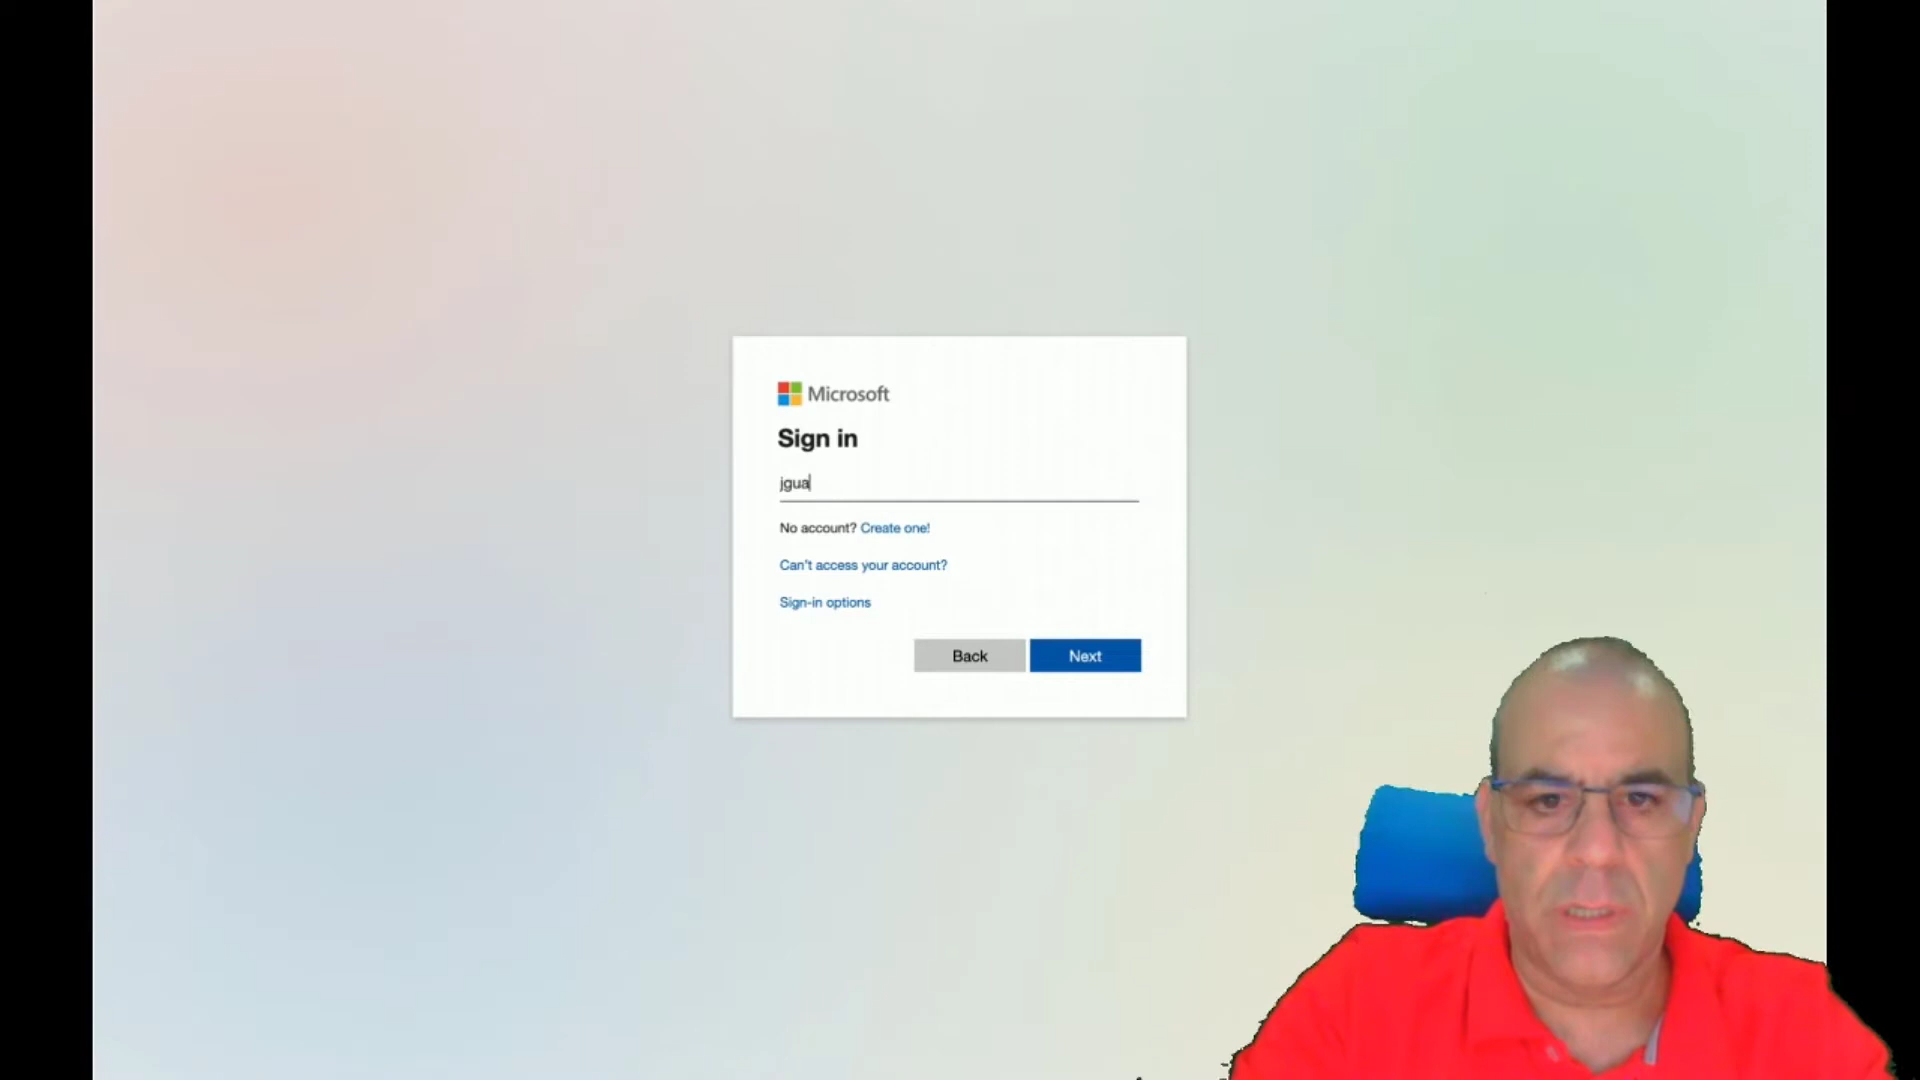 Microsoft
Sign in
jgua
No account? Create one!
Can't access your account?
Sign-in options
Back
Next